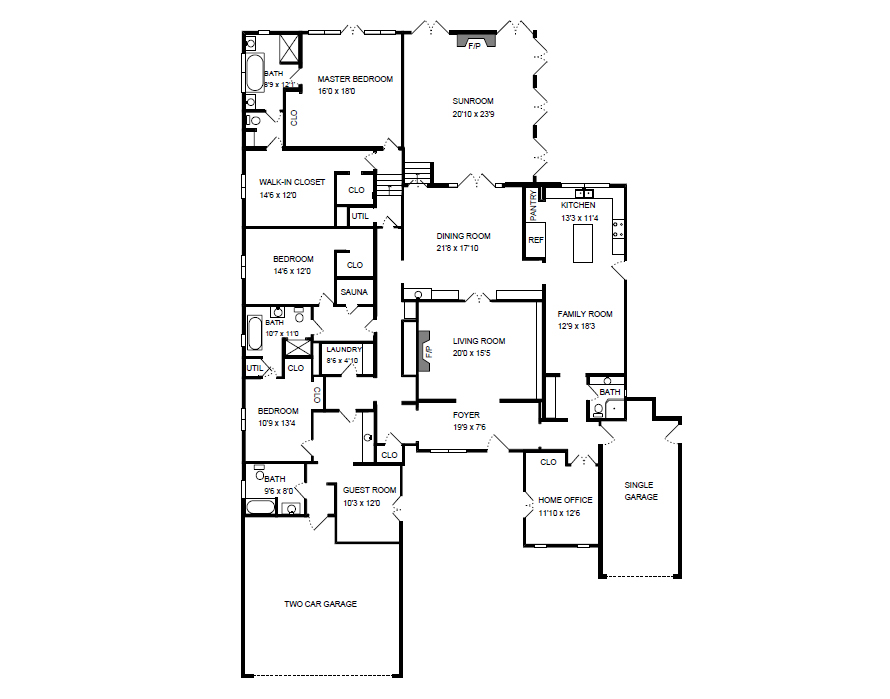 F/P
BATH
8'9 x 12'1
MASTER BEDROOM
16'0 x 18'0
CLO
SUNROOM
20'10 x 23'9
WALK-IN CLOSET
14'6 x 12'0
CLO
UTIL
PANTRY
KITCHEN
13'3 x 11'4
REF
DINING ROOM
21'8 x 17'10
BEDROOM
14'6 x 12'0
CLO
SAUNA
BATH
10'7 x 11'0
FAMILY ROOM
12'9 x 18'3
LIVING ROOM
20'0 x 15'5
F/P
LAUNDRY
8'6 x 4'10
UTIL
CLO
CLO
BATH
BEDROOM
10'9 x 13'4
FOYER
19'9 x 7'6
CLO
CLO
BATH
9'6 x 8'0
GUEST ROOM
10'3 x 12'0
HOME OFFICE
11'10 x 12'6
SINGLE
GARAGE
TWO CAR GARAGE